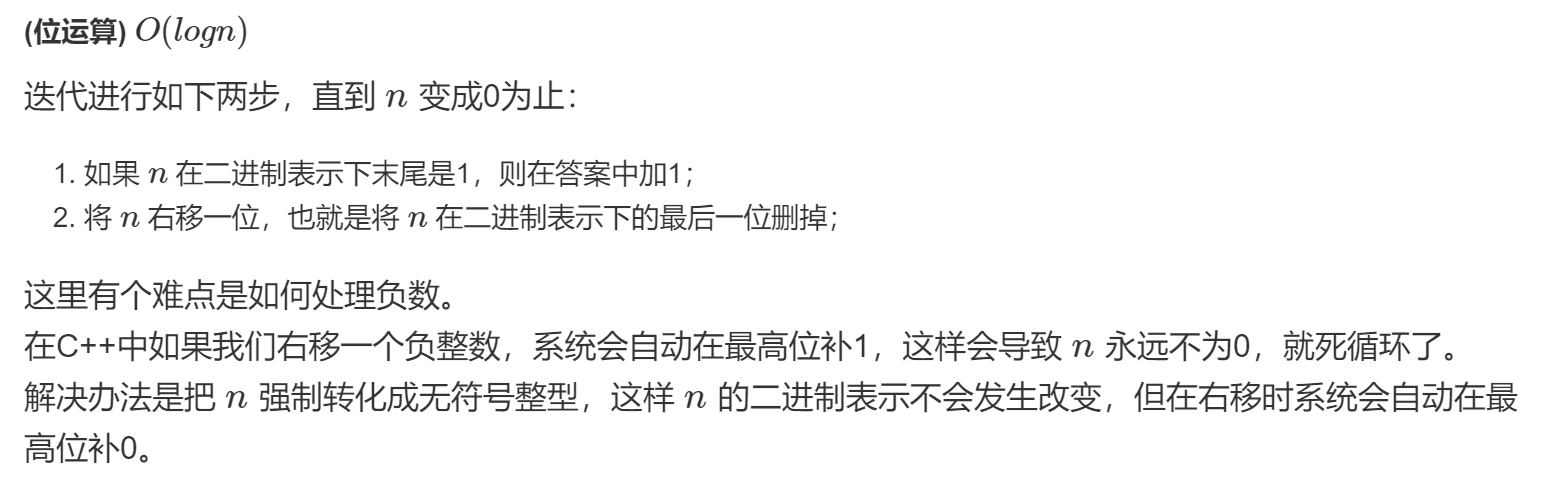 (位运算) O(logn)
迭代进行如下两步，直到 n 变成0为止：
1. 如果 n 在二进制表示下末尾是1，则在答案中加1；
2. 将 n 右移一位，也就是将 n 在二进制表示下的最后一位删掉；
这里有个难点是如何处理负数。
在C++中如果我们右移一个负整数，系统会自动在最高位补1，这样会导致 n 永远不为0，就死循环了。
解决办法是把 n 强制转化成无符号整型，这样 n 的二进制表示不会发生改变，但在右移时系统会自动在最
高位补0。